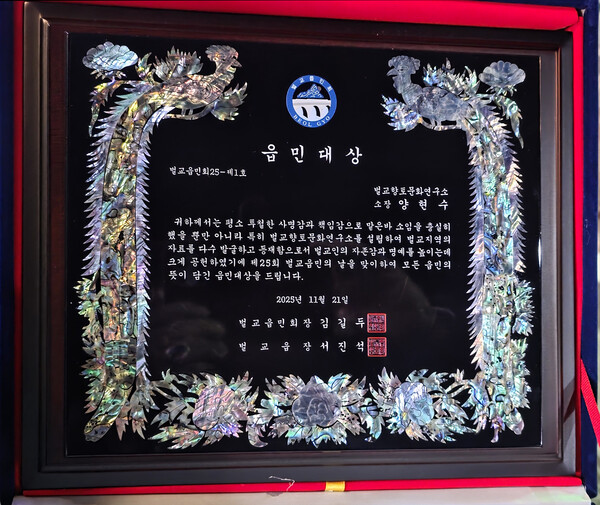 벌교읍민회
BEOL GYO
읍민대상
벌교읍민회25-제1호
벌교향토문화연구소
소장 양현수
귀하께서는 평소 투철한 사명감과 책임감으로 맡은바 소임을 충실히
했을 뿐만 아니라 특히 벌교향토문화연구소를 설립하여 벌교지역의
자료를 다수 발굴하고 등재함으로서 벌교인의 자존감과 명예를 높이는데
크게 공헌하였기에 제25회 벌교읍민의 날을 맞이하여 모든 읍민의
뜻이 담긴 읍민대상을 드립니다.
2025년 11월 21일
벌교읍민회장 김길두
벌교읍장 서진석